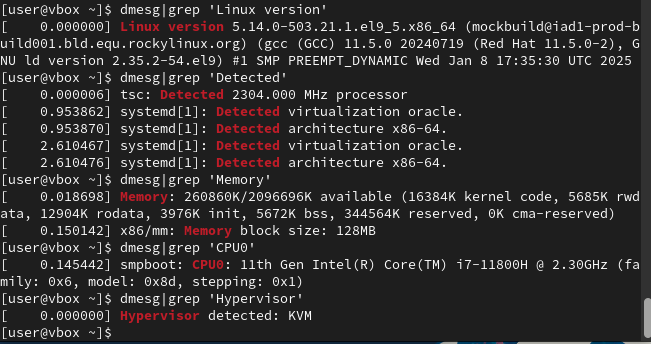 [user@vbox ~]$ dmesg|grep 'Linux version'
[    0.000000] Linux version 5.14.0-503.21.1.el9_5.x86_64 (mockbuild@iad1-prod-b
uild001.bld.equ.rockylinux.org) (gcc (GCC) 11.5.0 20240719 (Red Hat 11.5.0-2), G
NU ld version 2.35.2-54.el9) #1 SMP PREEMPT_DYNAMIC Wed Jan 8 17:35:30 UTC 2025
[user@vbox ~]$ dmesg|grep 'Detected'
[    0.000006] tsc: Detected 2304.000 MHz processor
[    0.953862] systemd[1]: Detected virtualization oracle.
[    0.953870] systemd[1]: Detected architecture x86-64.
[    2.610467] systemd[1]: Detected virtualization oracle.
[    2.610476] systemd[1]: Detected architecture x86-64.
[user@vbox ~]$ dmesg|grep 'Memory'
[    0.018698] Memory: 260860K/2096696K available (16384K kernel code, 5685K rwd
ata, 12904K rodata, 3976K init, 5672K bss, 344564K reserved, 0K cma-reserved)
[    0.150142] x86/mm: Memory block size: 128MB
[user@vbox ~]$ dmesg|grep 'CPU0'
[    0.145442] smpboot: CPU0: 11th Gen Intel(R) Core(TM) i7-11800H @ 2.30GHz (fa
mily: 0x6, model: 0x8d, stepping: 0x1)
[user@vbox ~]$ dmesg|grep 'Hypervisor'
[    0.000000] Hypervisor detected: KVM
[user@vbox ~]$